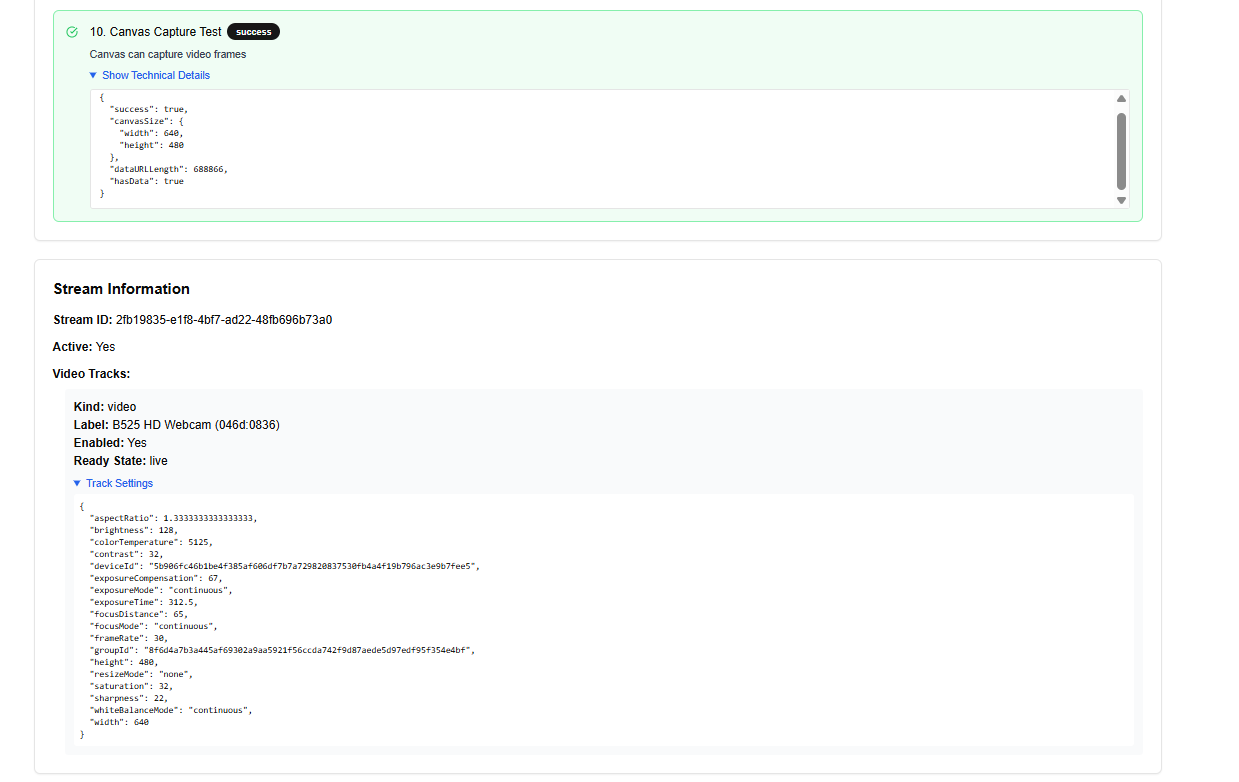 10. Canvas Capture Test success
Canvas can capture video frames
▼ Show Technical Details
{
"success": true,
"canvasSize": {
"width": 640,
"height": 480
},
"dataURLLength": 688866,
"hasData": true
}
Stream Information
Stream ID: 2fb19835-e1f8-4bf7-ad22-48fb696b73a0
Active: Yes
Video Tracks:
Kind: video
Label: B525 HD Webcam (046d:0836)
Enabled: Yes
Ready State: live
▼ Track Settings
{
"aspectRatio": 1.3333333333333333,
"brightness": 128,
"colorTemperature": 5125,
"contrast": 32,
"deviceId": "5b906fc46b1be4f385af606df7b7a729820837530fb4a4f19b796ac3e9b7fee5",
"exposureCompensation": 67,
"exposureMode": "continuous",
"exposureTime": 312.5,
"focusDistance": 65,
"focusMode": "continuous",
"frameRate": 30,
"groupId": "8f6d4a7b3a445af69302a9aa5921f56ccda742f9d87aede5d97edf95f354e4bf",
"height": 480,
"resizeMode": "none",
"saturation": 32,
"sharpness": 22,
"whiteBalanceMode": "continuous",
"width": 640
}